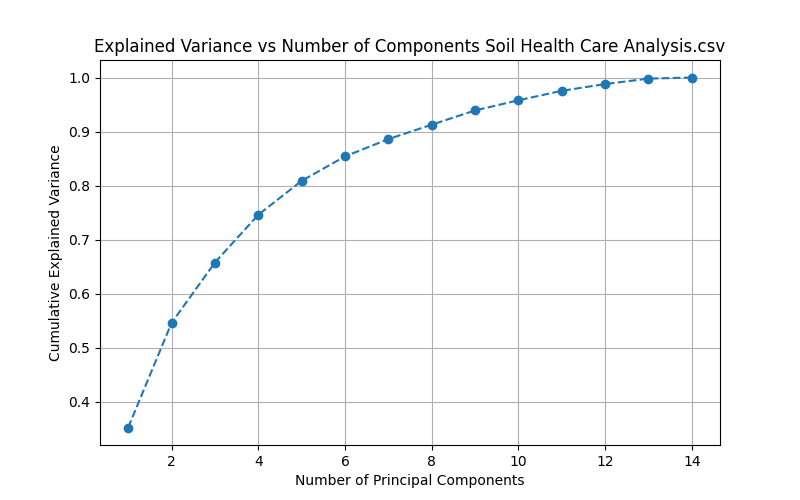 Explained Variance vs Number of Components Soil Health Care Analysis.csv
Cumulative Explained Variance
1.0
0.9
0.8
0.7
0.6
0.5
0.4
2 4 6 8 10 12 14
Number of Principal Components